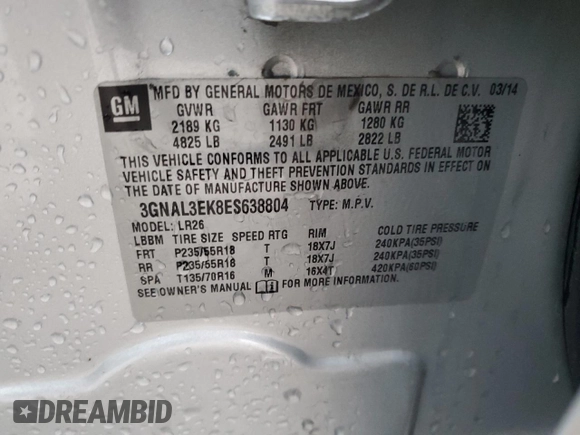 GM
MFD BY GENERAL MOTORS DE MEXICO, S. DE R.L. DE C.V. 03/14
GVWR GAWR FRT GAWR RR
2189 KG 1130 KG 1280 KG
4825 LB 2491 LB 2822 LB
THIS VEHICLE CONFORMS TO ALL APPLICABLE U.S. FEDERAL MOTOR
VEHICLE SAFETY AND THEFT PREVENTION STANDARDS IN EFFECT ON
THE DATE OF MANUFACTURE SHOWN ABOVE.
3GNAL3EK8ES638804 TYPE: M.P.V.
MODEL: LR26
LBBM TIRE SIZE SPEED RTG RIM COLD TIRE PRESSURE
FRT P235/55R18 T 18X7J 240KPA(35PSI)
RR P235/55R18 T 18X7J 240KPA(35PSI)
SPA T135/70R16 M 16X4T 420KPA(60PSI)
SEE OWNER'S MANUAL FOR MORE INFORMATION.
DREAMBID